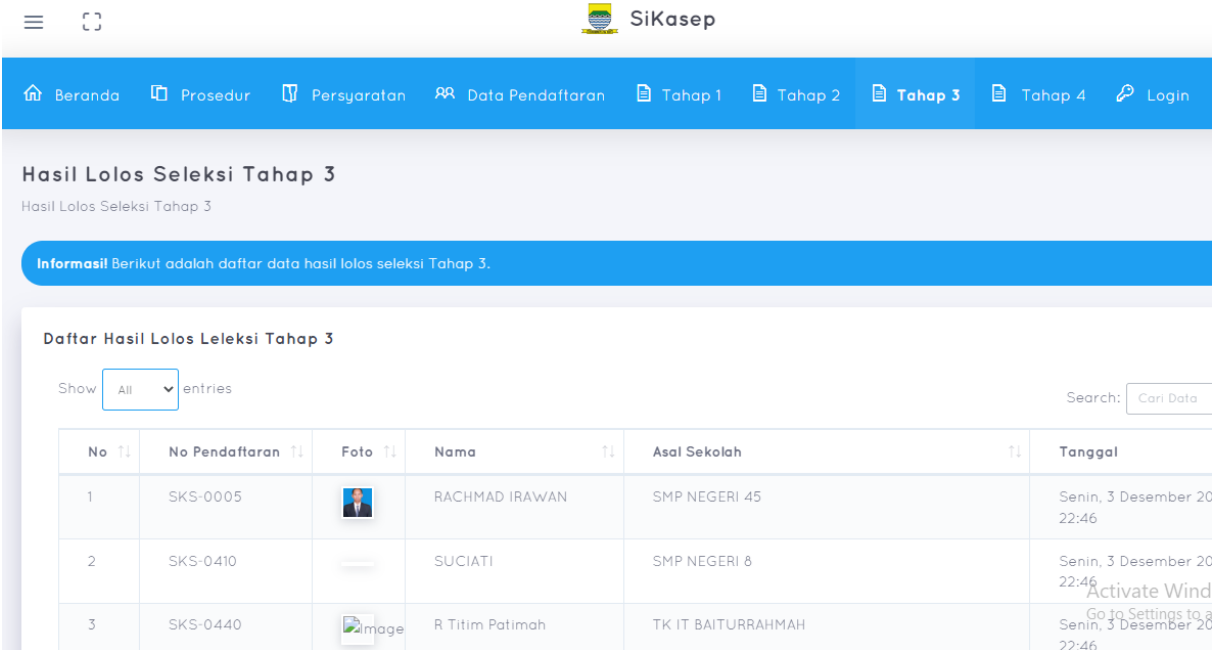 SiKasep
Beranda Prosedur Persyaratan Data Pendaftaran Tahap 1 Tahap 2 Tahap 3 Tahap 4 Login
Hasil Lolos Seleksi Tahap 3
Hasil Lolos Seleksi Tahap 3
Informasi! Berikut adalah daftar data hasil lolos seleksi Tahap 3.
Daftar Hasil Lolos Leleksi Tahap 3
Show All entries
Search: Cari Data
No No Pendaftaran Foto Nama Asal Sekolah Tanggal
1 SKS-0005 RACHMAD IRAWAN SMP NEGERI 45 Senin, 3 Desember 20
22:46
2 SKS-0410 SUCIATI SMP NEGERI 8 Senin, 3 Desember 20
22:46
Activate Wind
Go to Settings to a
3 SKS-0440 Image R Titim Patimah TK IT BAITURRAHMAH Senin, 3 Desember 20
22:46